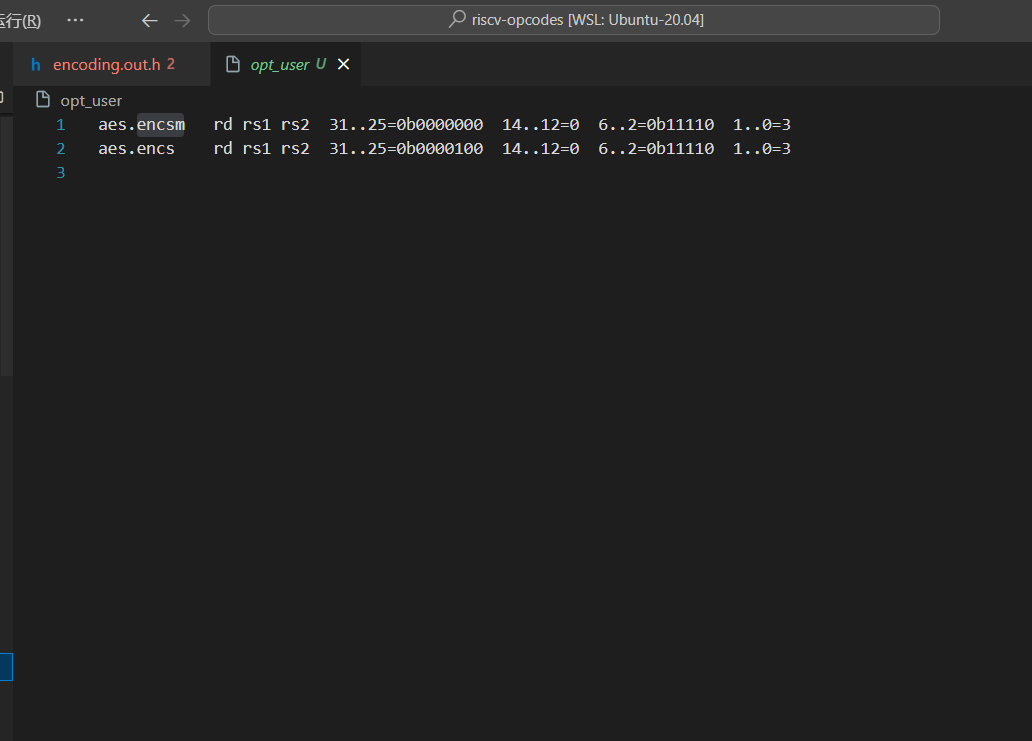 运行(R) ··· ← → riscv-opcodes [WSL: Ubuntu-20.04]
h encoding.out.h 2 opt_user U ×
opt_user
1 aes.encsm rd rs1 rs2 31..25=0b0000000 14..12=0 6..2=0b11110 1..0=3
2 aes.encs rd rs1 rs2 31..25=0b0000100 14..12=0 6..2=0b11110 1..0=3
3